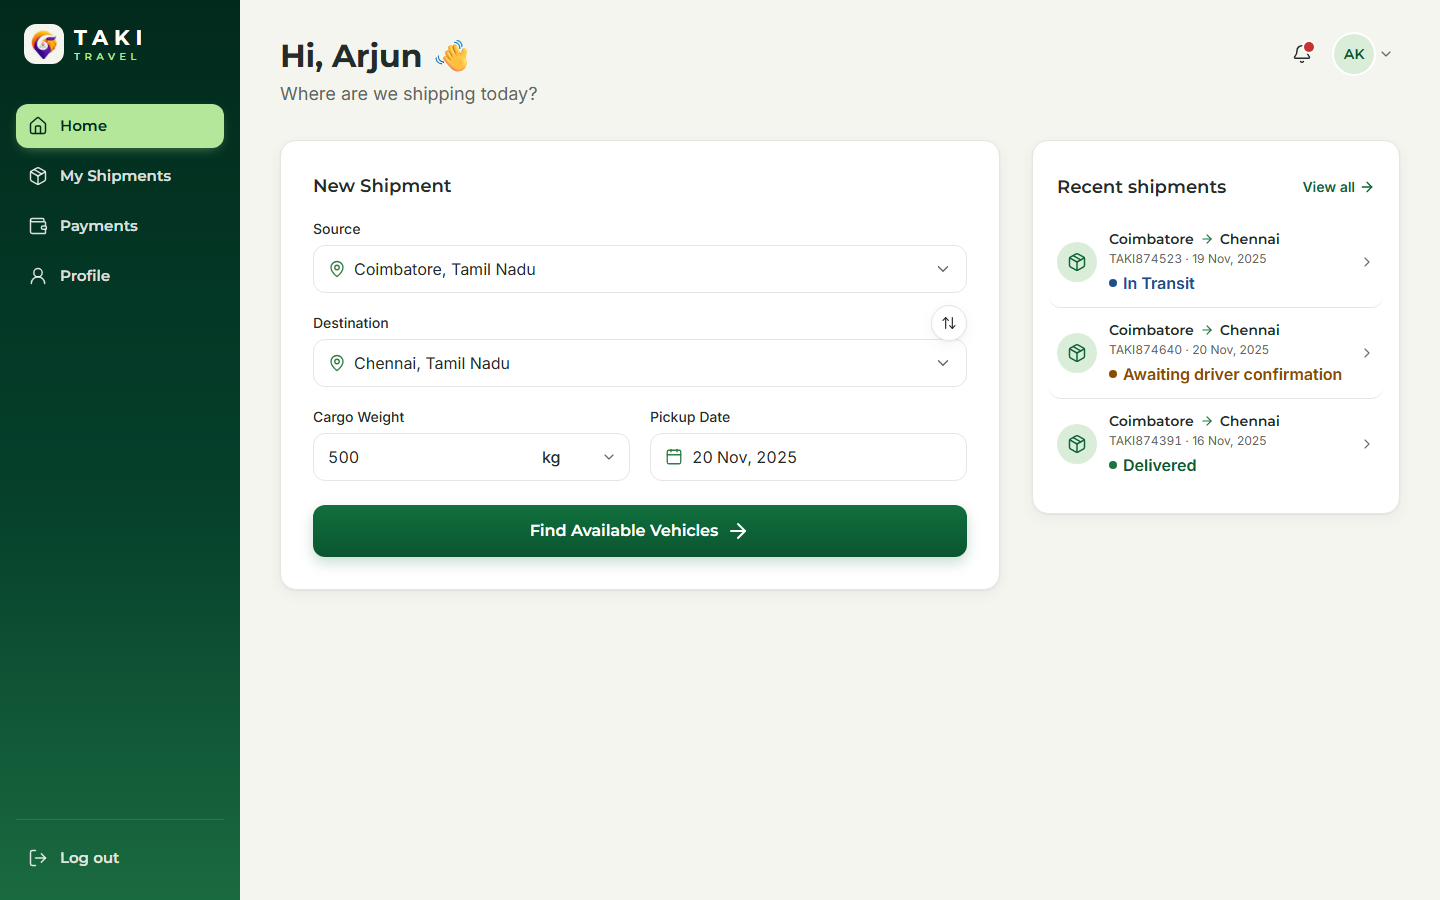 TAKI
TRAVEL
Home
My Shipments
Payments
Profile
Log out
Hi, Arjun 👋
Where are we shipping today?
AK
New Shipment
Source
Coimbatore, Tamil Nadu
Destination
Chennai, Tamil Nadu
Cargo Weight
500 kg
Pickup Date
20 Nov, 2025
Find Available Vehicles →
Recent shipments
View all →
Coimbatore → Chennai
TAKI874523 · 19 Nov, 2025
In Transit
Coimbatore → Chennai
TAKI874640 · 20 Nov, 2025
Awaiting driver confirmation
Coimbatore → Chennai
TAKI874391 · 16 Nov, 2025
Delivered